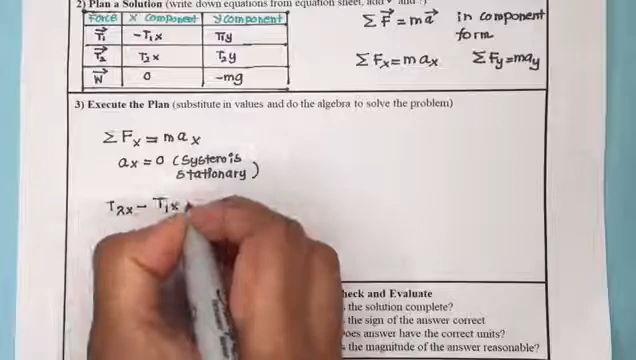 2) Plan a Solution (write down equations from equation sheet, add
Force X Component Y Component
T₁ -T₁x T₁y
T₂ T₂x T₂y
W 0 -mg
ΣF = ma in component
form
ΣFx = max ΣFy = may
3) Execute the Plan (substitute in values and do the algebra to solve the problem)
ΣFx = max
ax = 0 (System is
stationary)
T₂x - T₁x
heck and Evaluate
the solution complete?
the sign of the answer correct
oes answer have the correct units?
the magnitude of the answer reasonable?